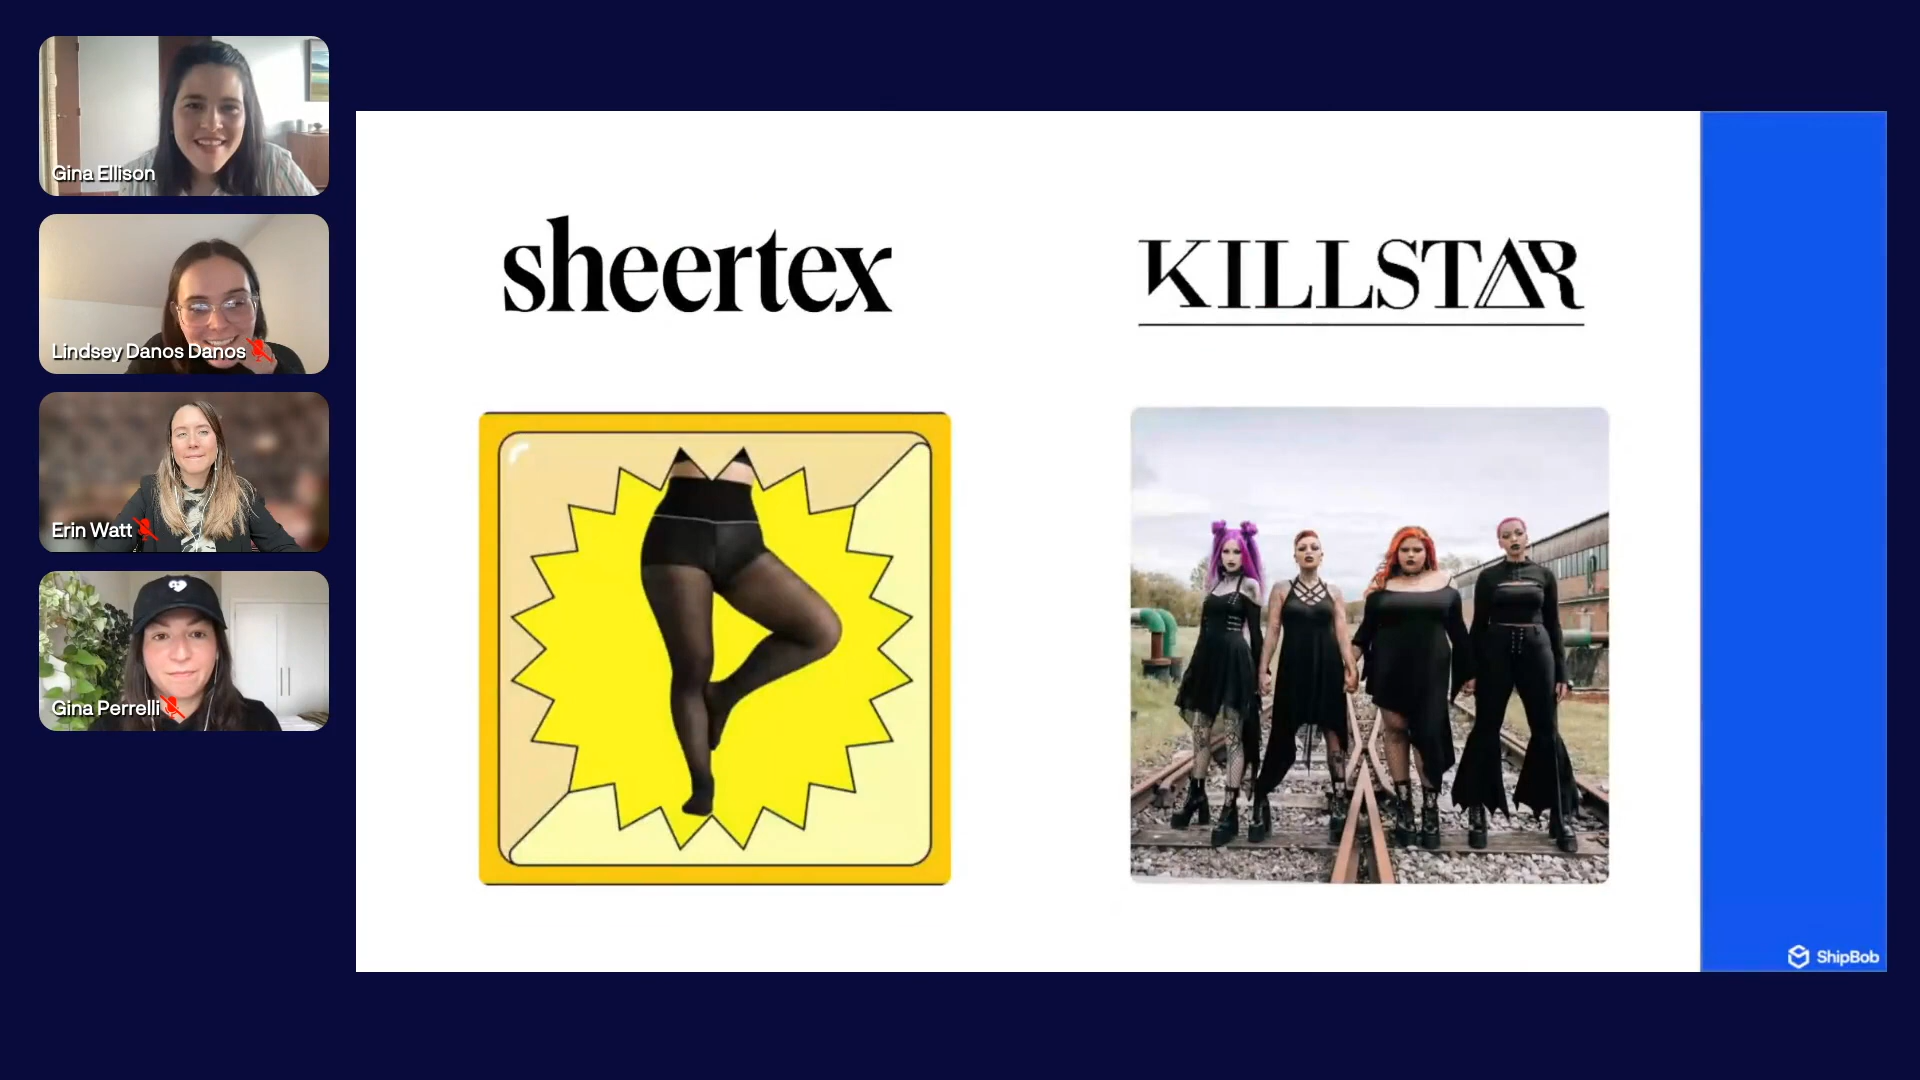 Gina Ellison
Lindsey Danos Danos
Erin Watt
Gina Perrelli
sheertex
KILLSTAR
ShipBob